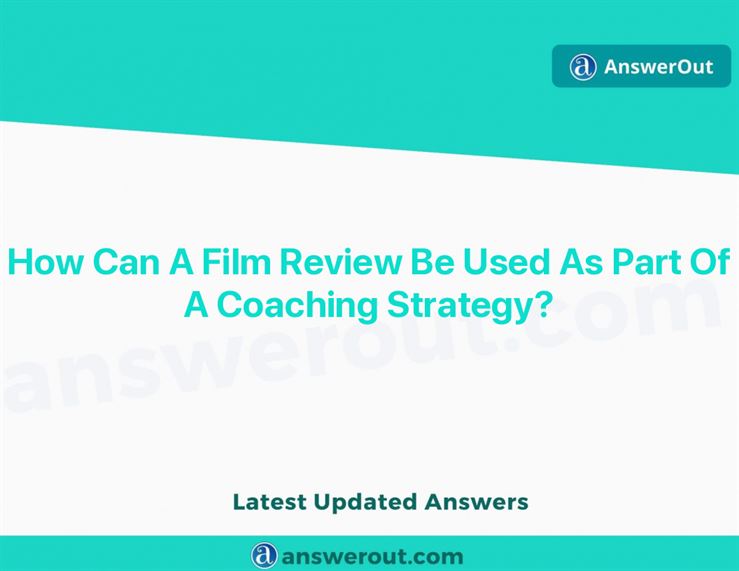 AnswerOut
How Can A Film Review Be Used As Part Of
A Coaching Strategy?
answerout.com
Latest Updated Answers
answerout.com